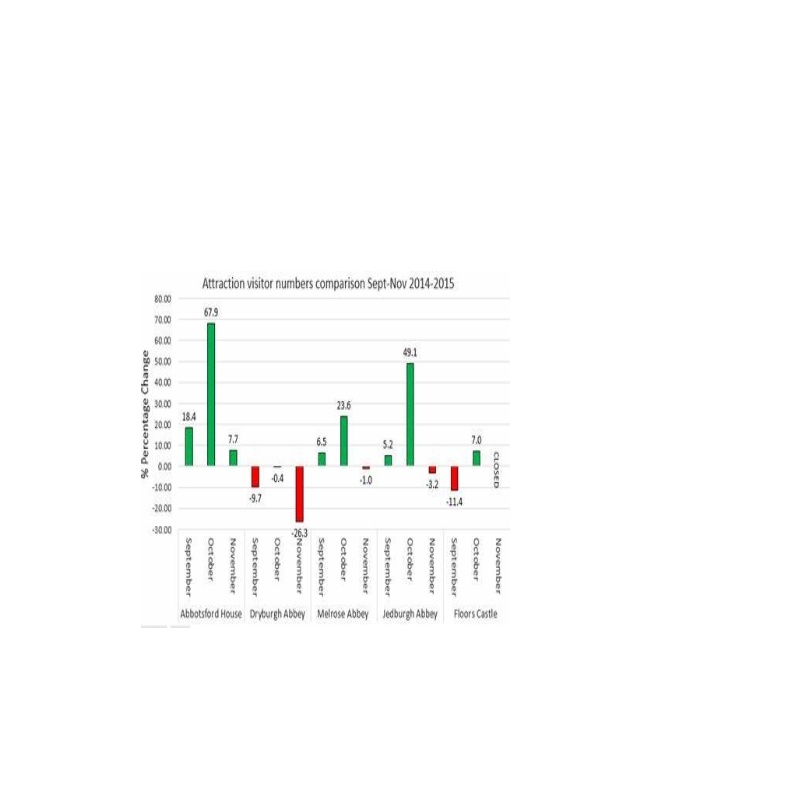 Attraction visitor numbers comparison Sept-Nov 2014-2015
% Percentage Change
80.00
70.00
60.00
50.00
40.00
30.00
20.00
10.00
0.00
-10.00
-20.00
-30.00
18.4
67.9
7.7
-9.7
-0.4
-26.3
6.5
23.6
-1.0
5.2
49.1
-3.2
-11.4
7.0
CLOSED
September
October
November
September
October
November
September
October
November
September
October
November
September
October
November
Abbotsford House
Dryburgh Abbey
Melrose Abbey
Jedburgh Abbey
Floors Castle